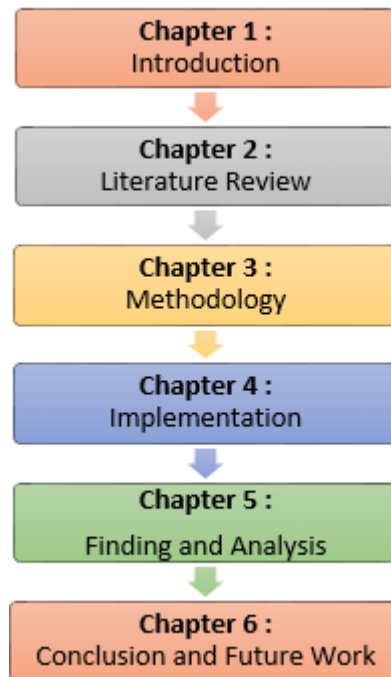 Chapter 1 :
Introduction
Chapter 2 :
Literature Review
Chapter 3 :
Methodology
Chapter 4 :
Implementation
Chapter 5 :
Finding and Analysis
Chapter 6 :
Conclusion and Future Work